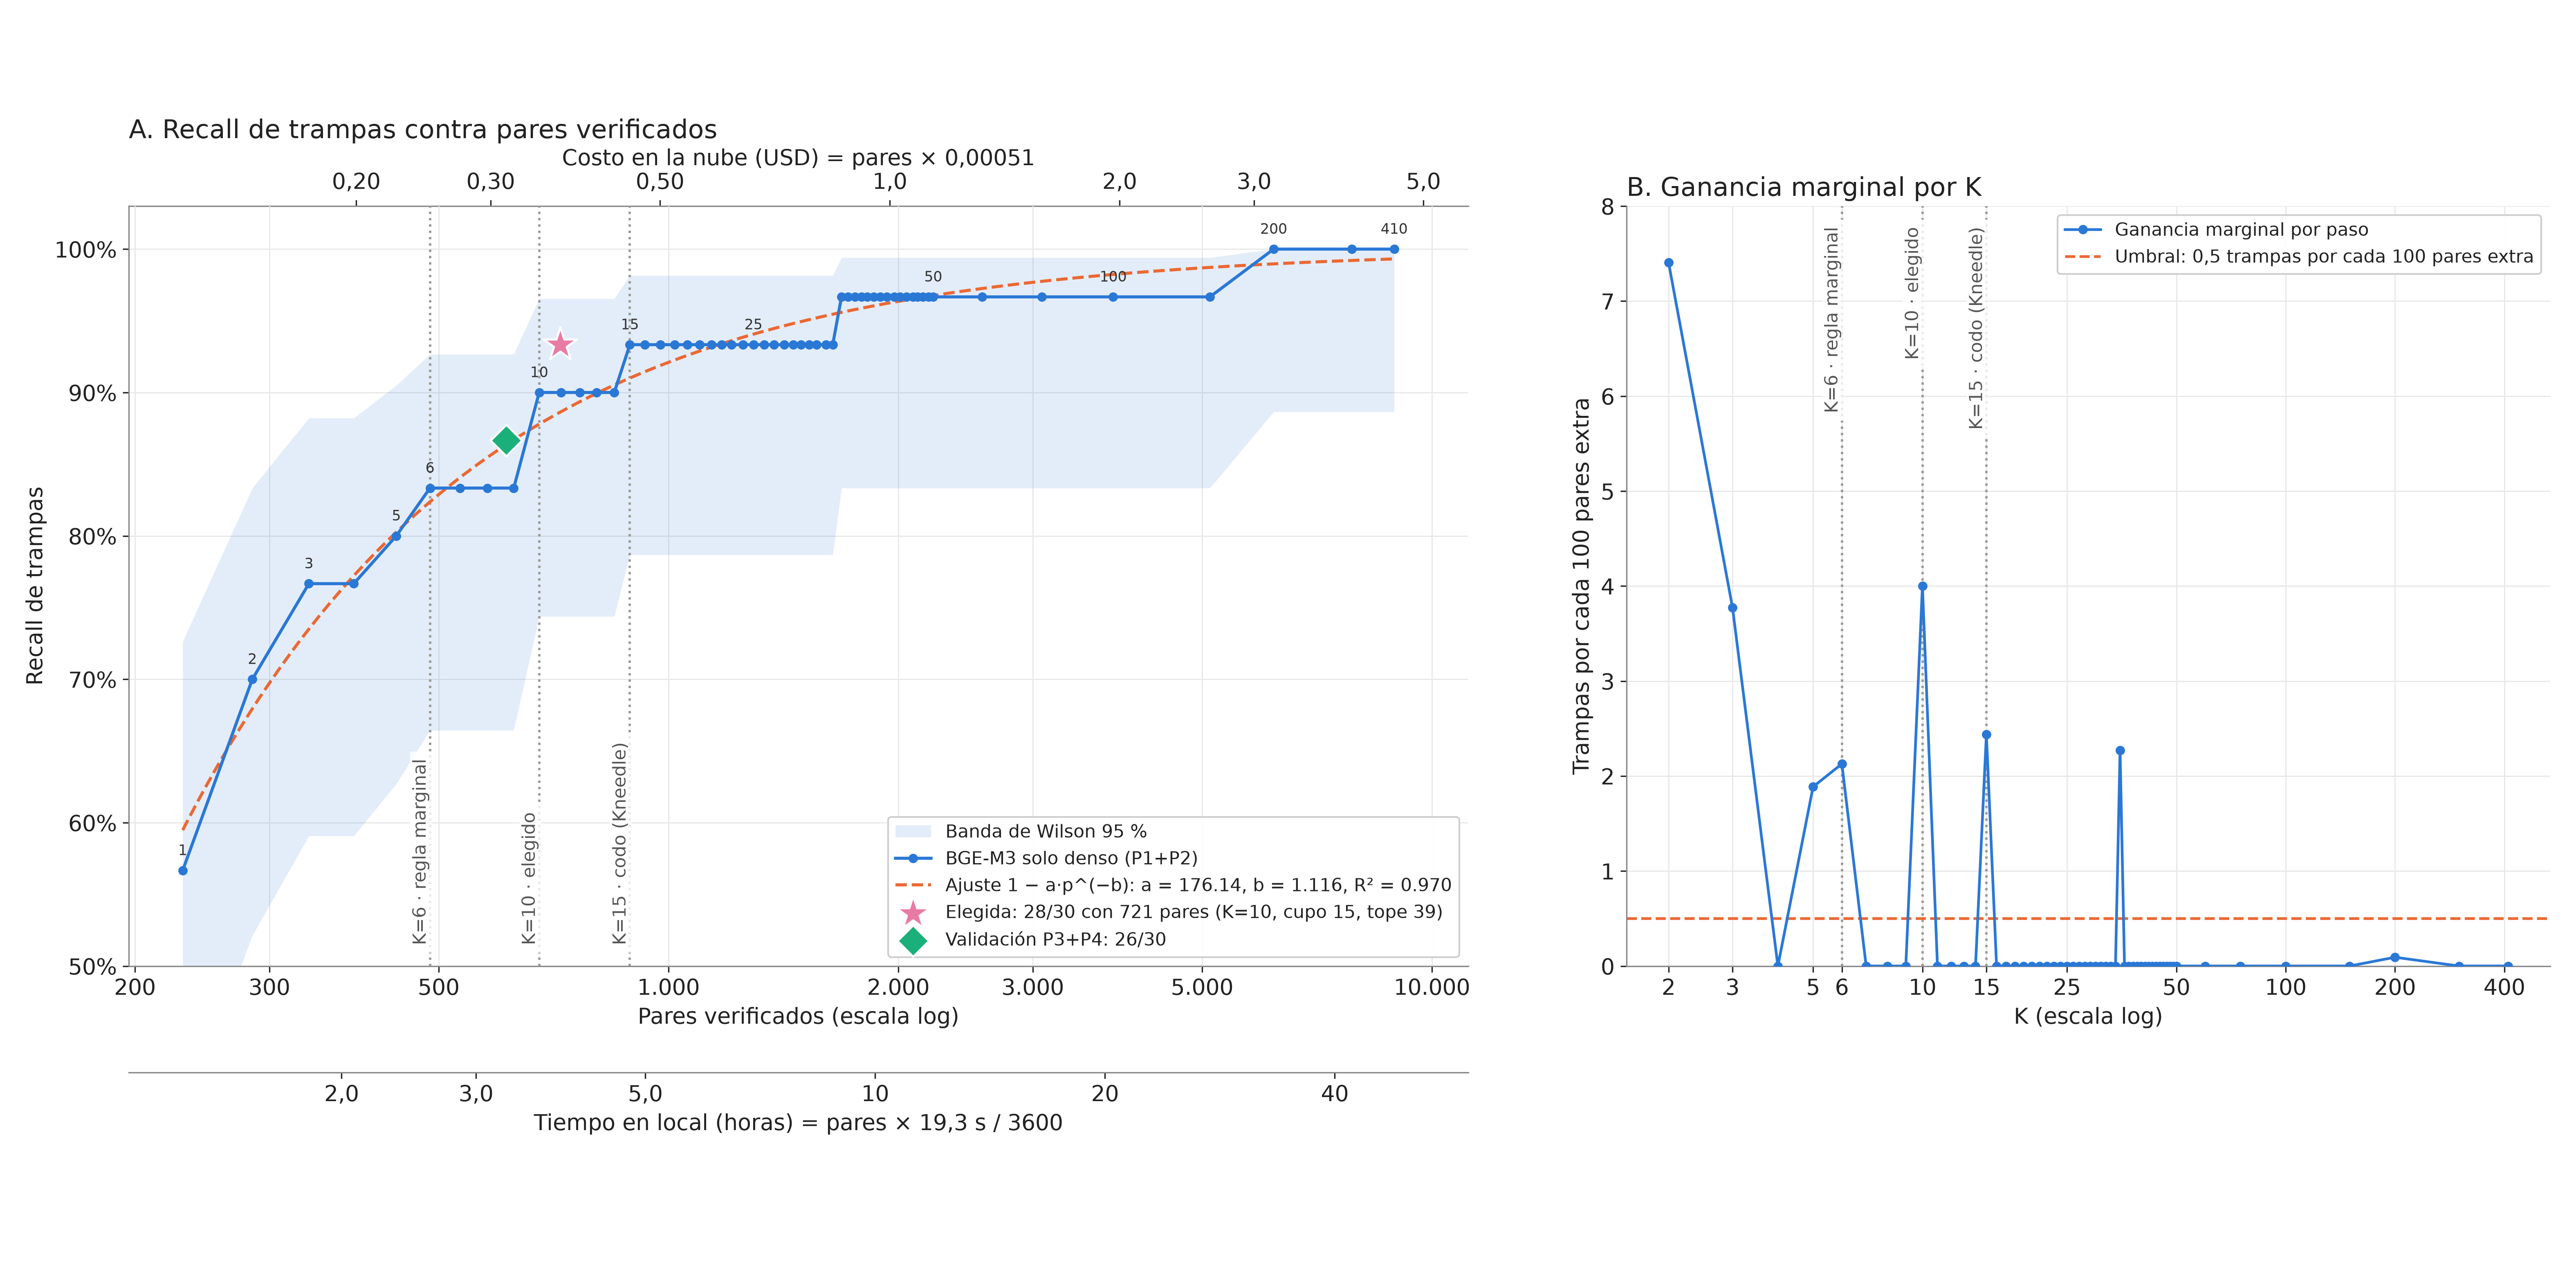 A. Recall de trampas contra pares verificados
Costo en la nube (USD) = pares × 0,00051
0,20 0,30 0,50 1,0 2,0 3,0 5,0
Recall de trampas
100%
90%
80%
70%
60%
50%
1
2
3
5
6
10
15
25
50
100
200
410
K=6 · regla marginal
K=10 · elegido
K=15 · codo (Kneedle)
Banda de Wilson 95 %
BGE-M3 solo denso (P1+P2)
Ajuste 1 − a·p^(−b): a = 176.14, b = 1.116, R² = 0.970
Elegida: 28/30 con 721 pares (K=10, cupo 15, tope 39)
Validación P3+P4: 26/30
200 300 500 1.000 2.000 3.000 5.000 10.000
Pares verificados (escala log)
2,0 3,0 5,0 10 20 40
Tiempo en local (horas) = pares × 19,3 s / 3600
B. Ganancia marginal por K
Trampas por cada 100 pares extra
8
7
6
5
4
3
2
1
0
K=6 · regla marginal
K=10 · elegido
K=15 · codo (Kneedle)
Ganancia marginal por paso
Umbral: 0,5 trampas por cada 100 pares extra
2 3 5 6 10 15 25 50 100 200 400
K (escala log)